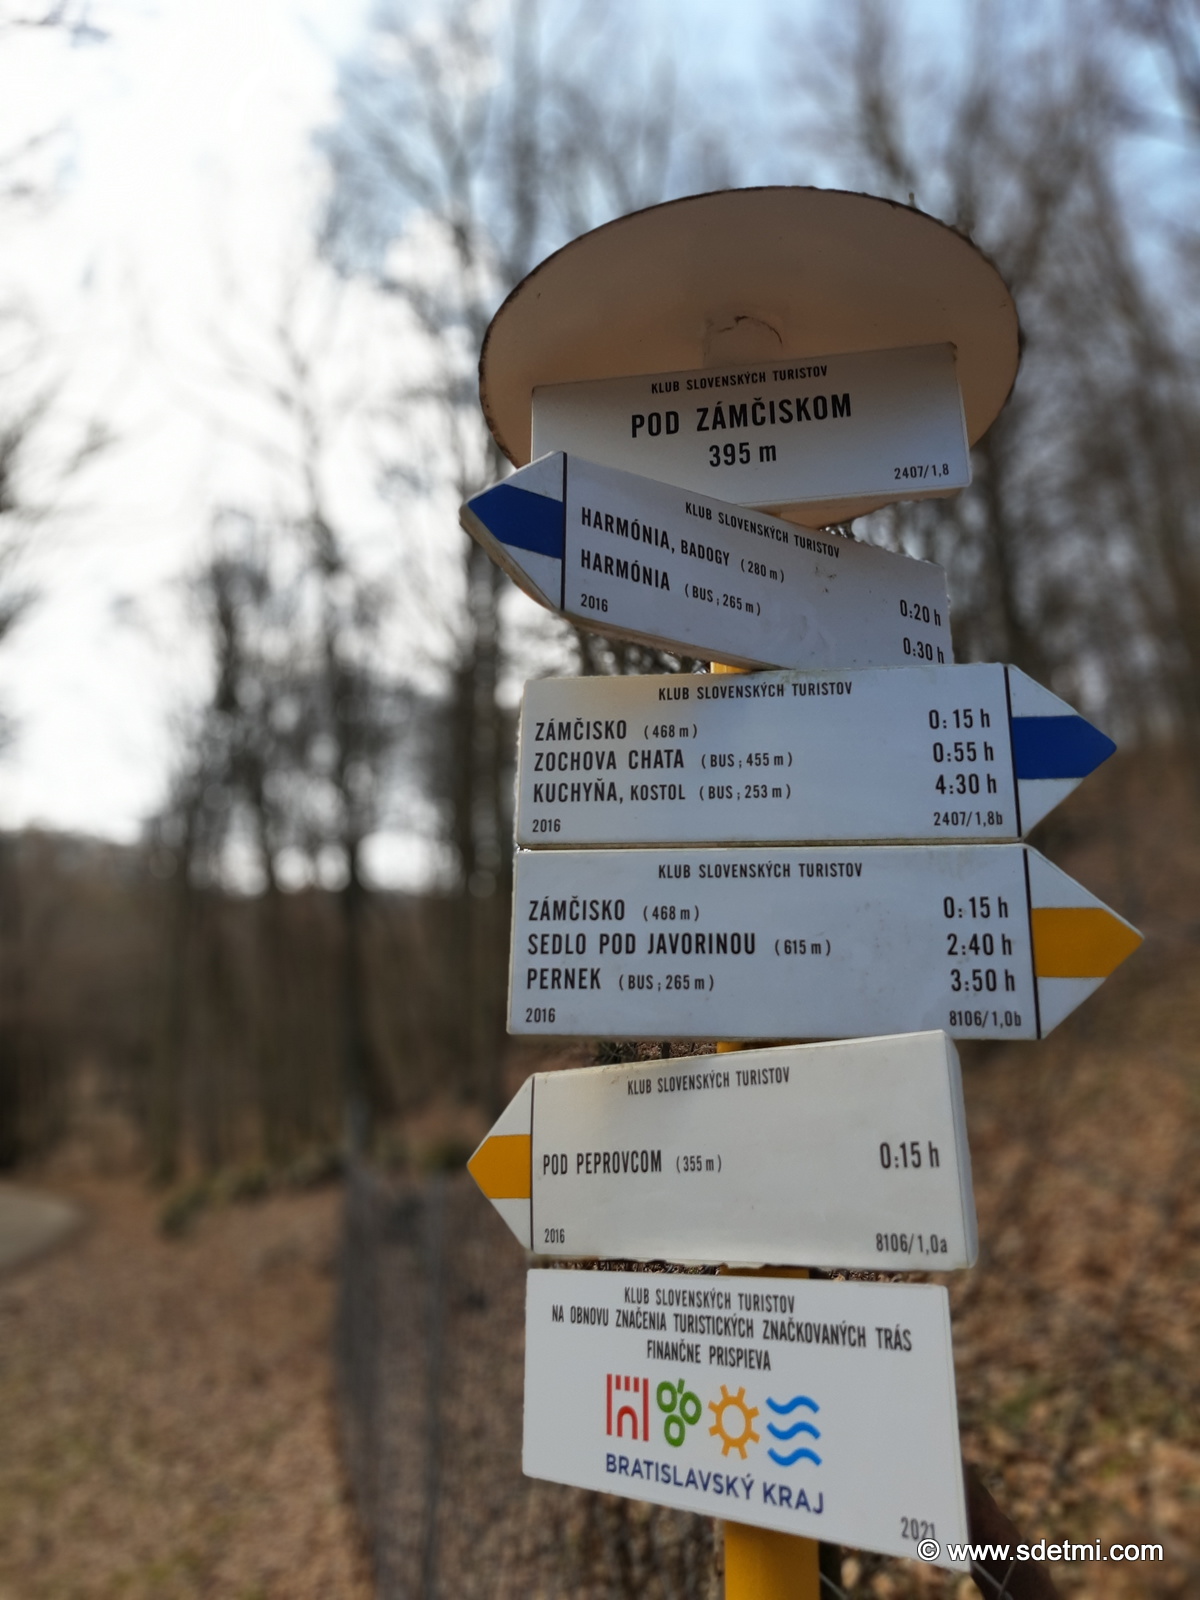 KLUB SLOVENSKÝCH TURISTOV
POD ZÁMČISKOM
395 m
2407/1,8
KLUB SLOVENSKÝCH TURISTOV
HARMÓNIA, BADOGY (280 m) 0:20 h
HARMÓNIA (BUS; 265 m) 0:30 h
2016
KLUB SLOVENSKÝCH TURISTOV
ZÁMČISKO (468 m) 0:15 h
ZOCHOVA CHATA (BUS; 455 m) 0:55 h
KUCHYŇA, KOSTOL (BUS; 253 m) 4:30 h
2016 2407/1,8b
KLUB SLOVENSKÝCH TURISTOV
ZÁMČISKO (468 m) 0:15 h
SEDLO POD JAVORINOU (615 m) 2:40 h
PERNEK (BUS; 265 m) 3:50 h
2016 8106/1,0b
KLUB SLOVENSKÝCH TURISTOV
POD PEPROVCOM (355 m) 0:15 h
2016 8106/1,0a
KLUB SLOVENSKÝCH TURISTOV
NA OBNOVU ZNAČENIA TURISTICKÝCH ZNAČKOVANÝCH TRÁS
FINANČNE PRISPIEVA
BRATISLAVSKÝ KRAJ
2021
© www.sdetmi.com